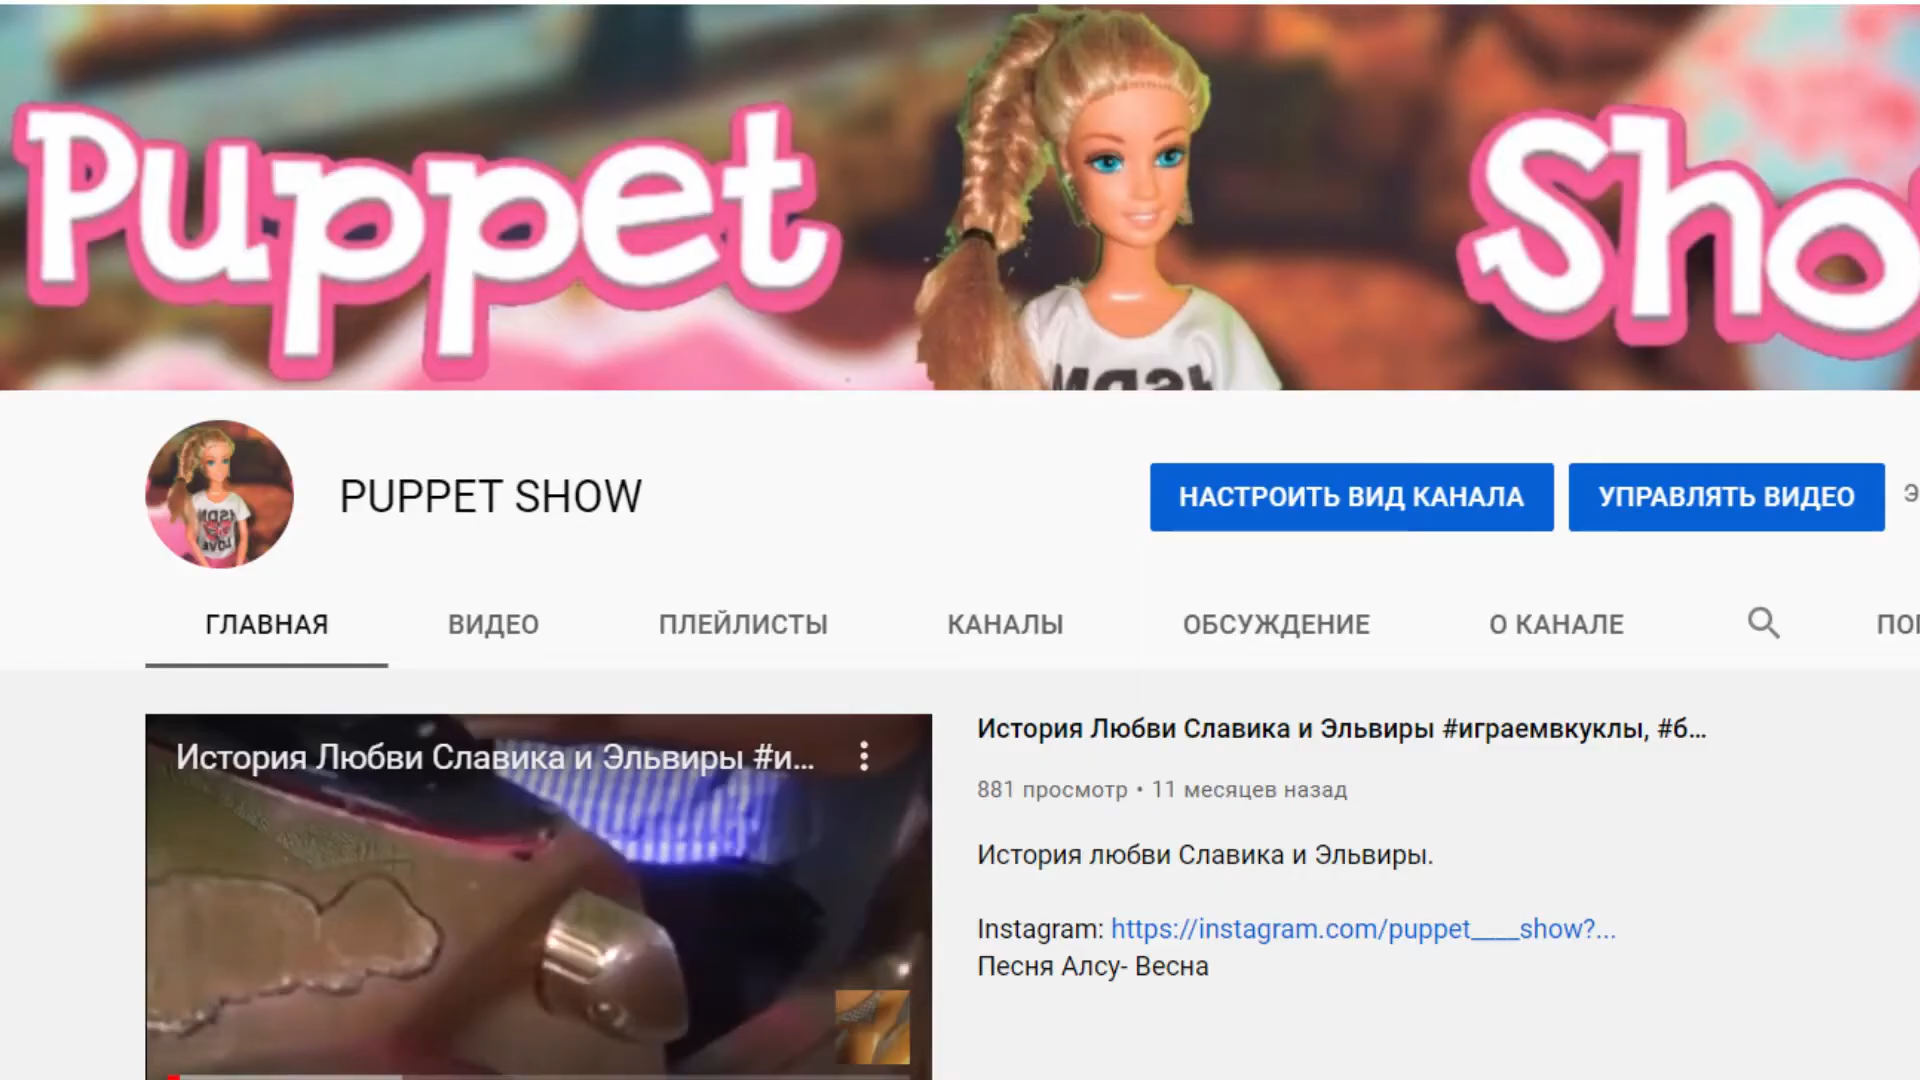 Puppet Sho
PUPPET SHOW
НАСТРОИТЬ ВИД КАНАЛА
УПРАВЛЯТЬ ВИДЕО
ГЛАВНАЯ ВИДЕО ПЛЕЙЛИСТЫ КАНАЛЫ ОБСУЖДЕНИЕ О КАНАЛЕ
История Любви Славика и Эльвиры #и...
История Любви Славика и Эльвиры #играемвкуклы, #б...
881 просмотр • 11 месяцев назад
История любви Славика и Эльвиры.
Instagram: https://instagram.com/puppet____show?...
Песня Алсу- Весна